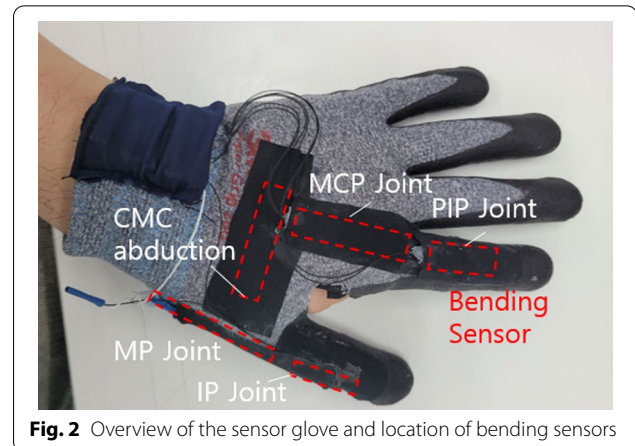 MCP Joint
PIP Joint
CMC
abduction
Bending
Sensor
MP Joint
IP Joint
Fig. 2 Overview of the sensor glove and location of bending sensors